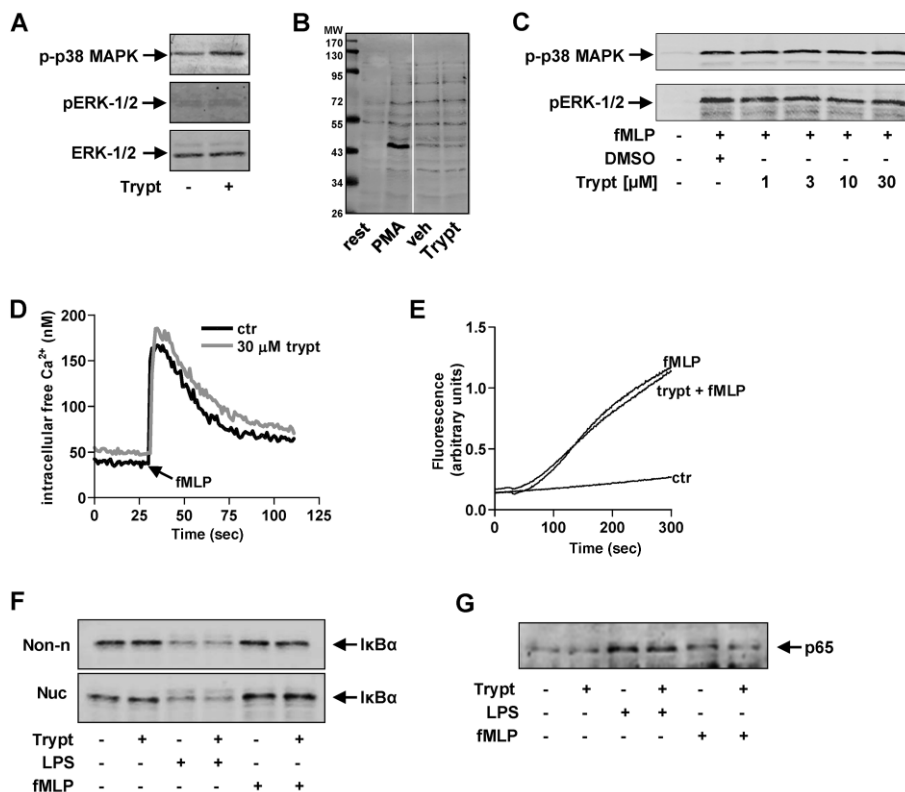 A
p-p38 MAPK
pERK-1/2
ERK-1/2
Trypt - +
B
MW
170
130
95
72
55
43
34
26
rest PMA veh Trypt
C
p-p38 MAPK
pERK-1/2
fMLP - + + + + +
DMSO - +
Trypt [µM] - - 1 3 10 30
D
intracellular free Ca²⁺ (nM)
200
150
100
50
0
ctr
30 µM trypt
fMLP
0 25 50 75 100 125
Time (sec)
E
Fluorescence
(arbitrary units)
1.5
1.0
0.5
0.0
fMLP
trypt + fMLP
ctr
0 100 200 300
Time (sec)
F
Non-n IκBα
Nuc IκBα
Trypt - + - + - +
LPS - - + + - -
fMLP - - - - + +
G
p65
Trypt - + - + - +
LPS - - + + - -
fMLP - - - - + +